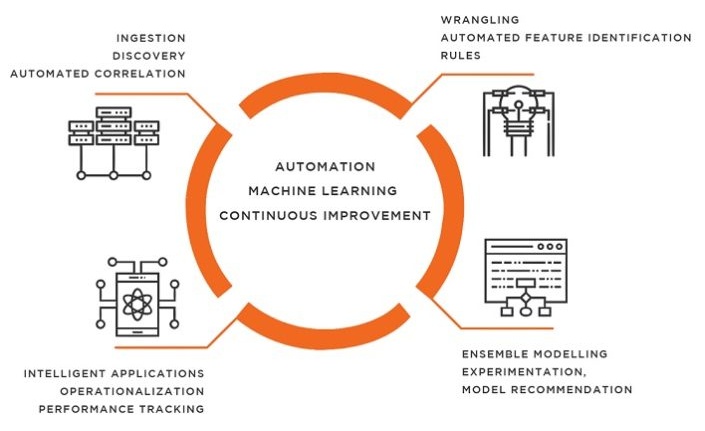 INGESTION
DISCOVERY
AUTOMATED CORRELATION
WRANGLING
AUTOMATED FEATURE IDENTIFICATION
RULES
AUTOMATION
MACHINE LEARNING
CONTINUOUS IMPROVEMENT
INTELLIGENT APPLICATIONS
OPERATIONALIZATION
PERFORMANCE TRACKING
ENSEMBLE MODELLING
EXPERIMENTATION,
MODEL RECOMMENDATION